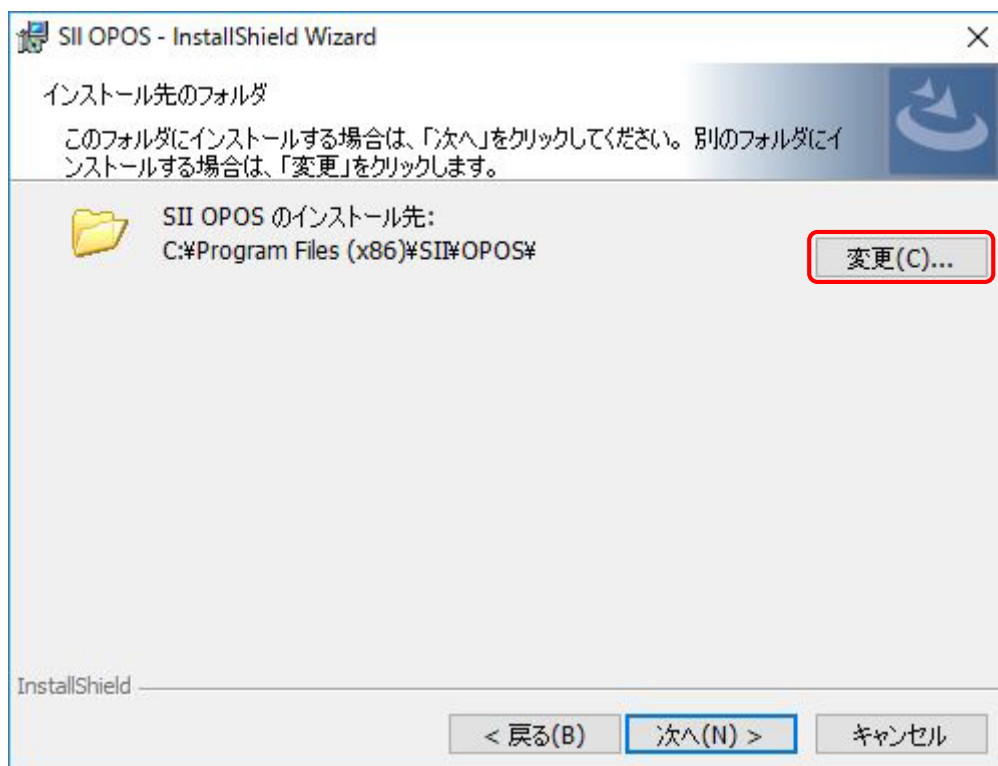 SII OPOS - InstallShield Wizard
インストール先のフォルダ
このフォルダにインストールする場合は、「次へ」をクリックしてください。別のフォルダにイ
ンストールする場合は、「変更」をクリックします。
SII OPOS のインストール先:
C:¥Program Files (x86)¥SII¥OPOS¥
変更(C)...
InstallShield
< 戻る(B)
次へ(N) >
キャンセル